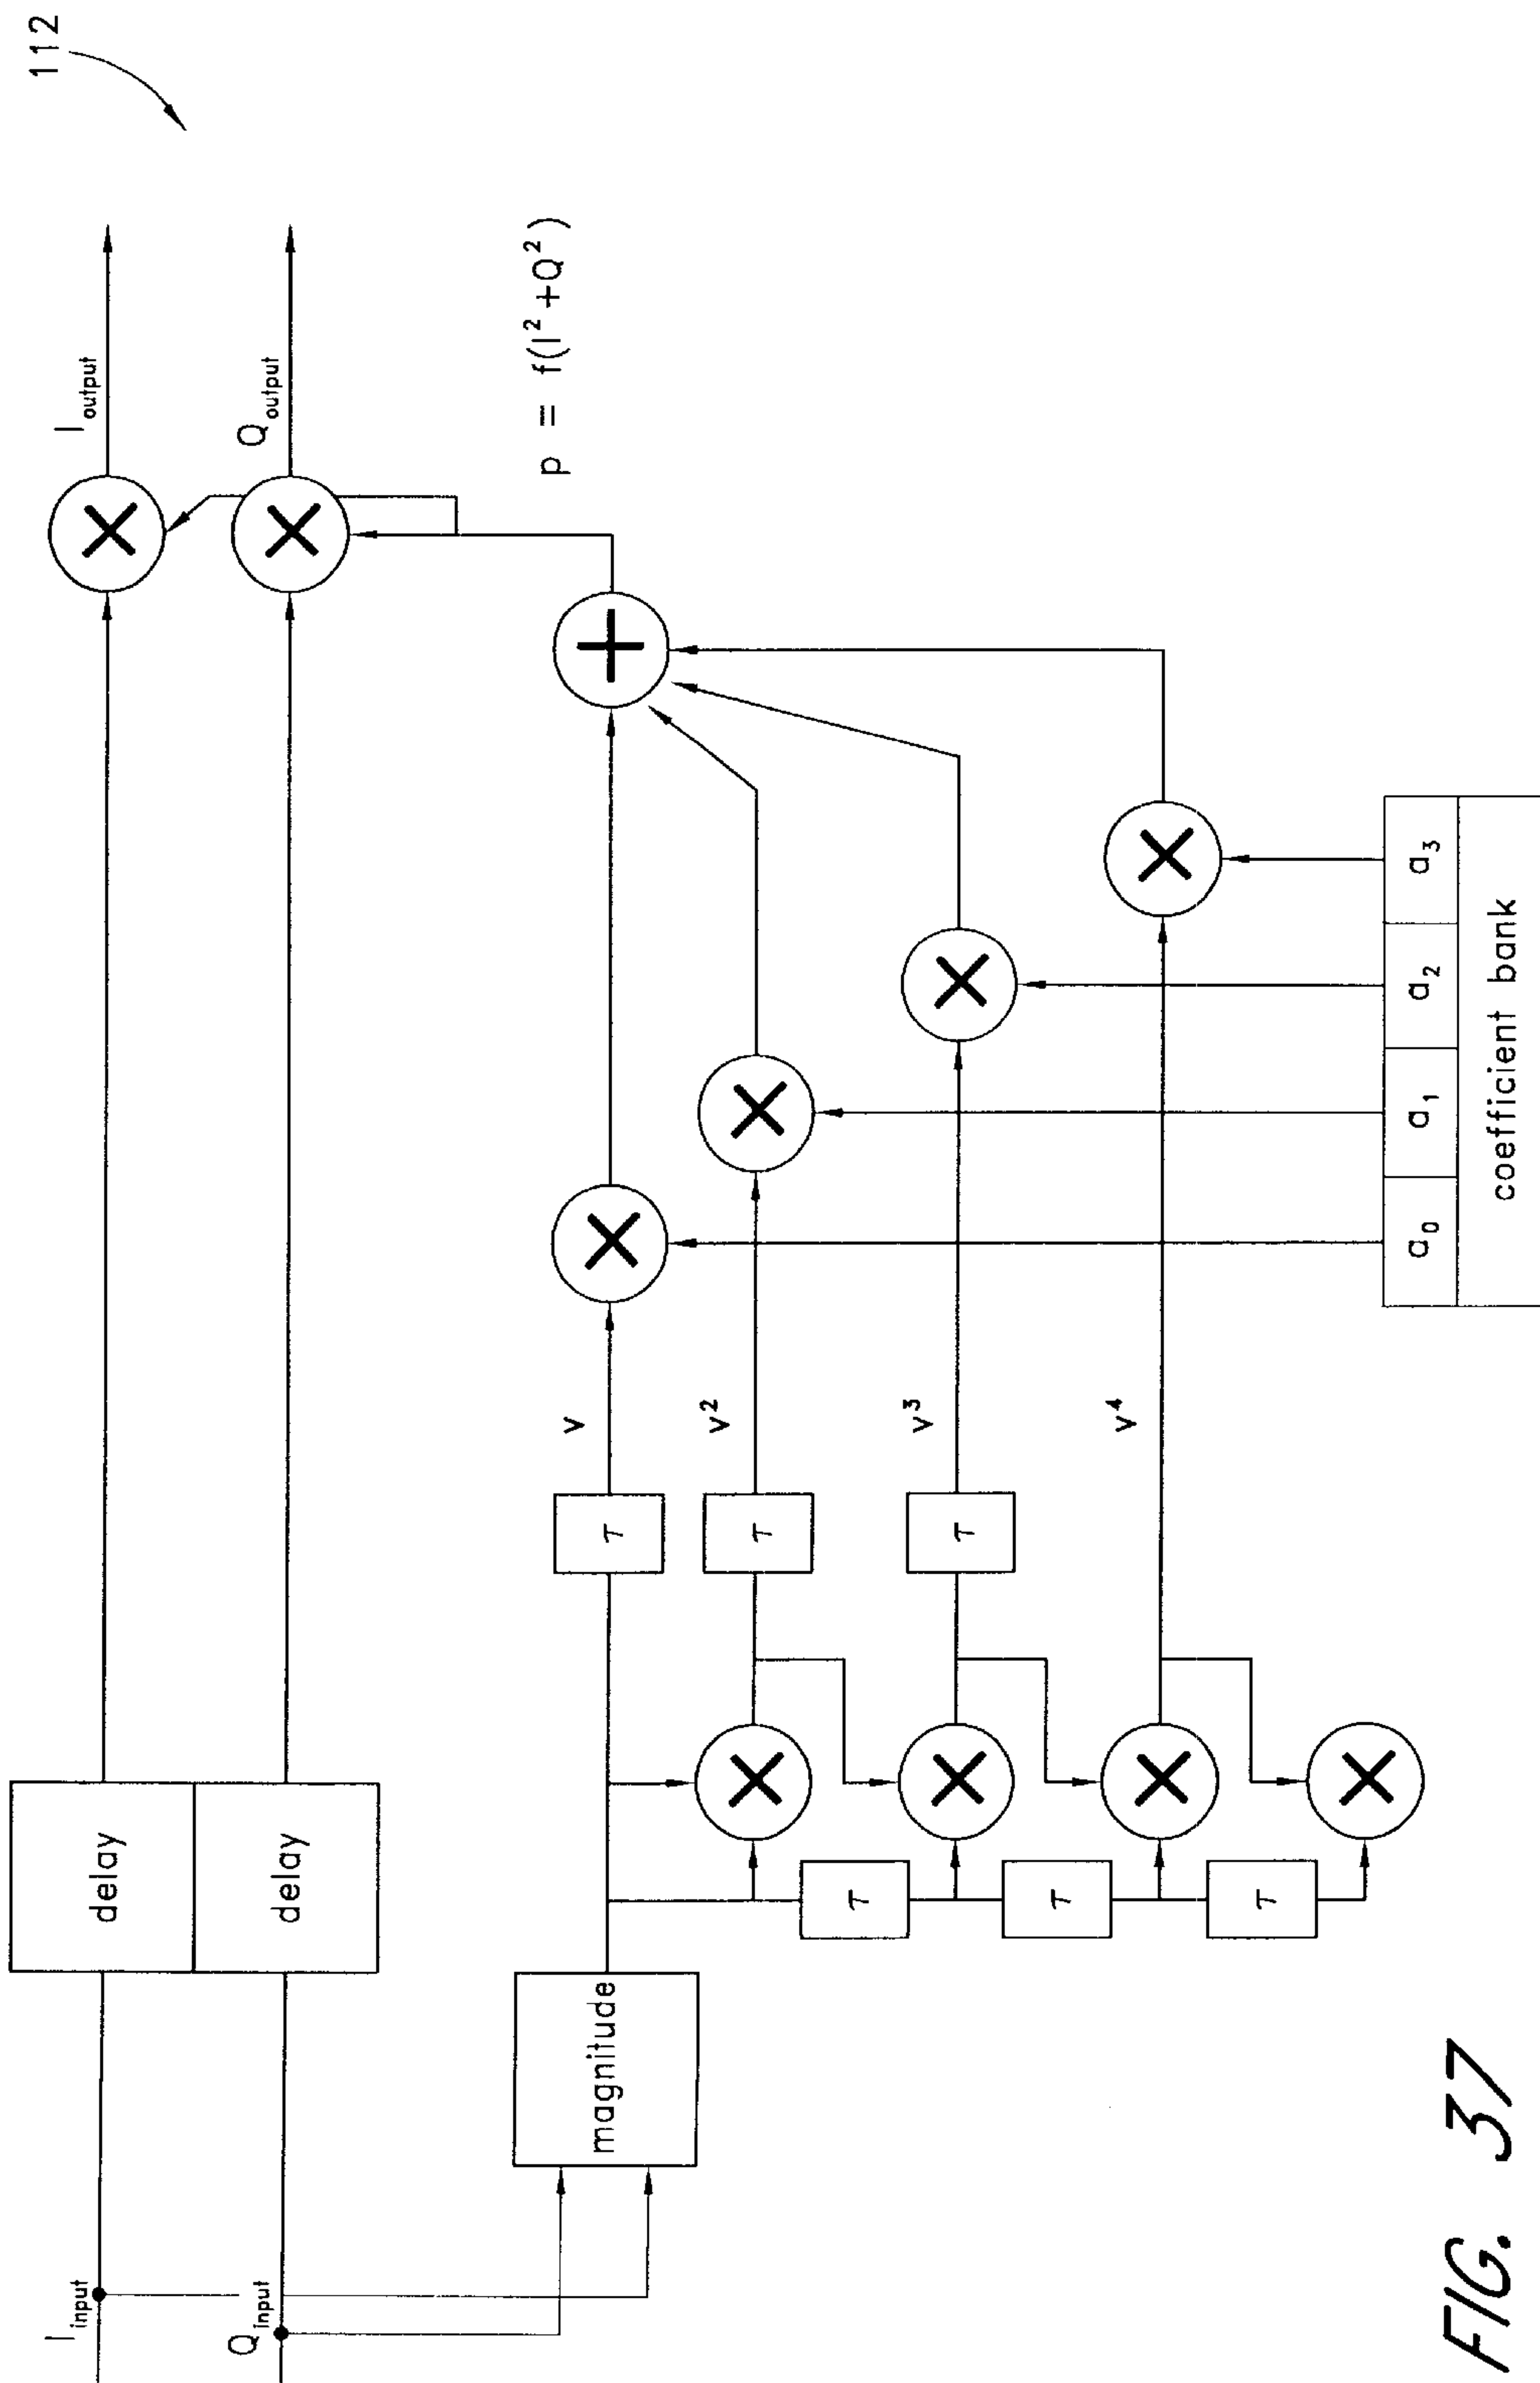 112
I_input
delay
I_output
Q_input
delay
Q_output
p = f(I² + Q²)
magnitude
τ
v
τ
v²
τ
τ
v³
τ
v⁴
τ
a₀
a₁
a₂
a₃
coefficient bank
FIG. 37